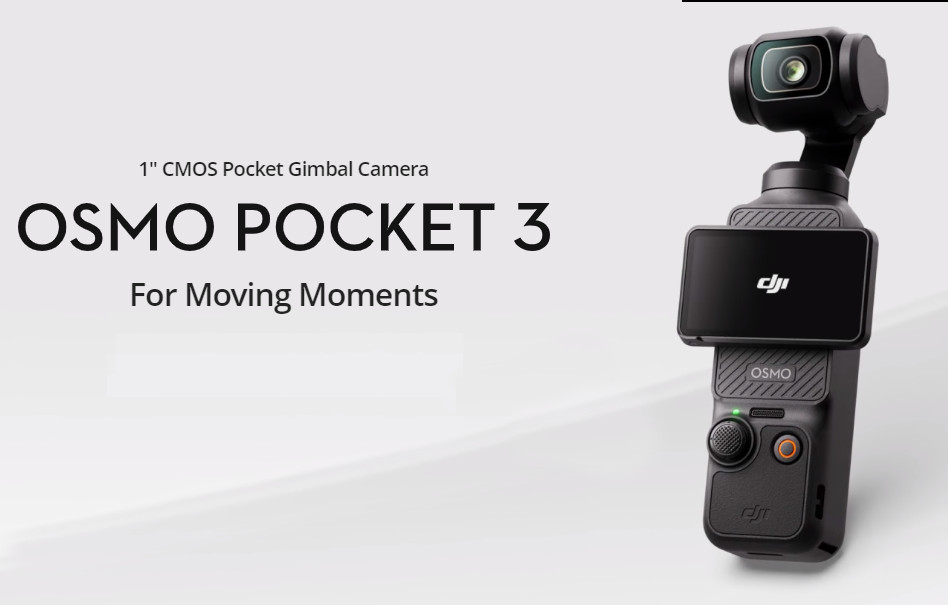 1" CMOS Pocket Gimbal Camera
OSMO POCKET 3
For Moving Moments
dji
OSMO
dji